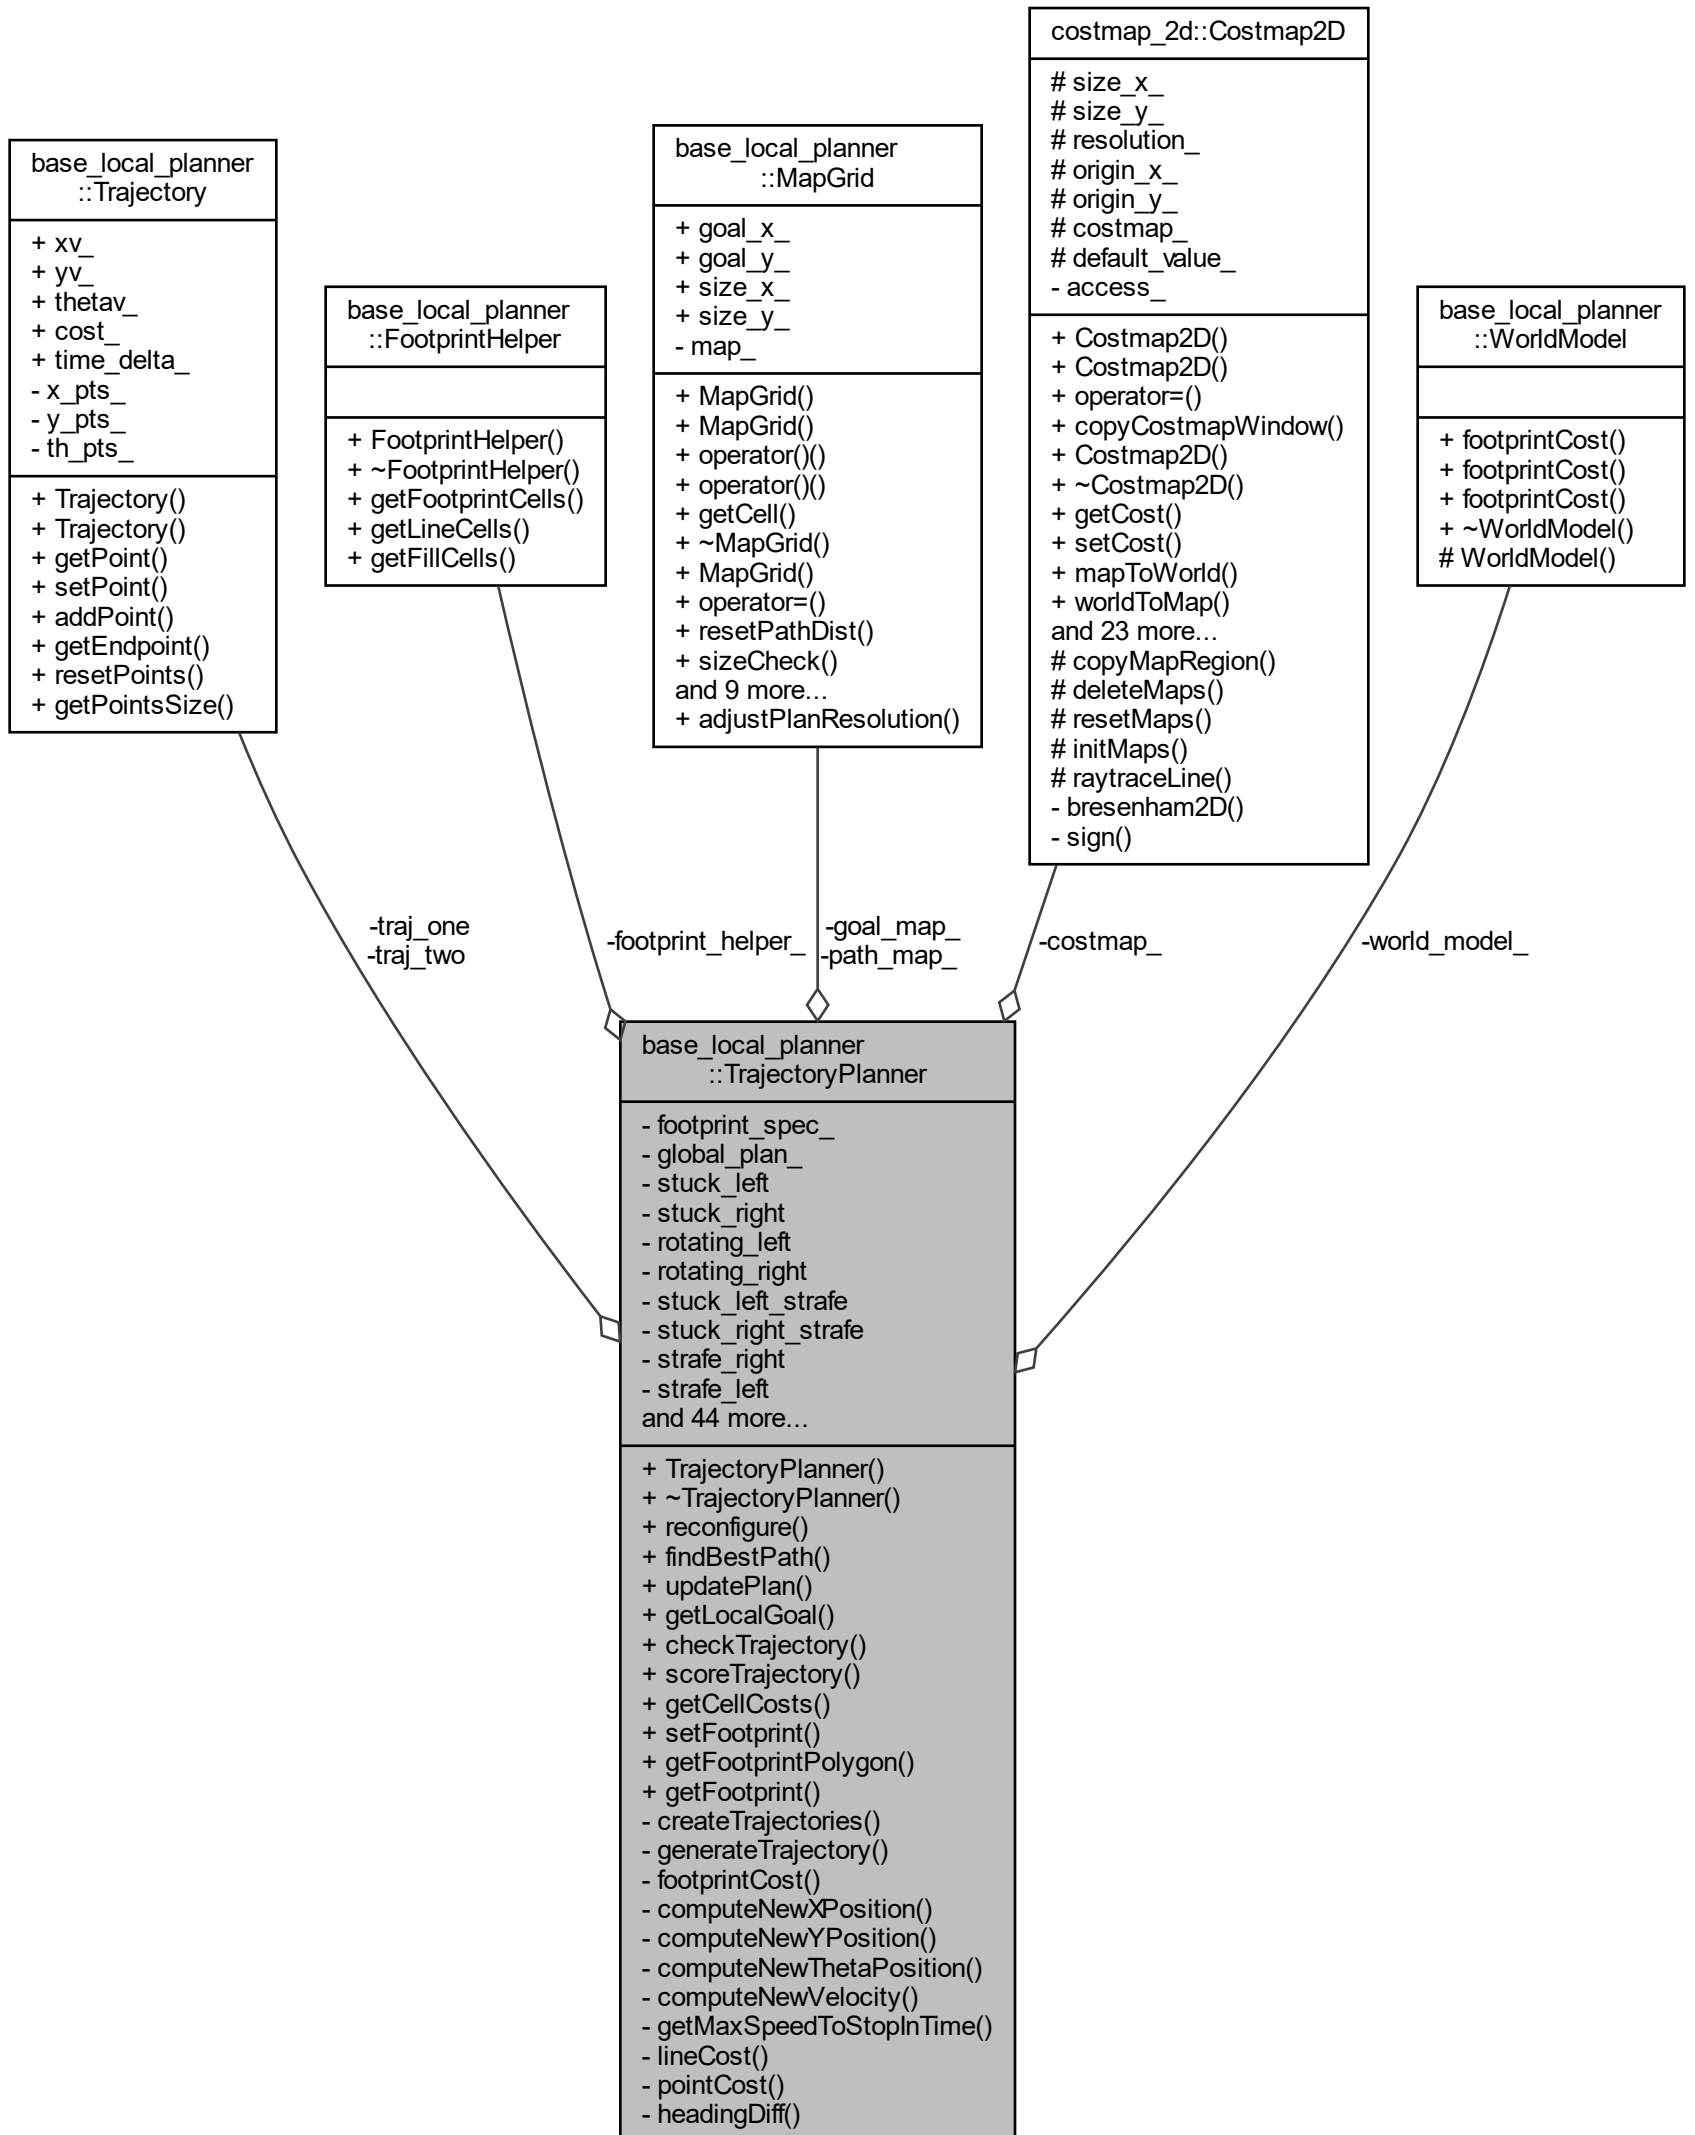 costmap_2d::Costmap2D
# size_x_
# size_y_
# resolution_
# origin_x_
# origin_y_
# costmap_
# default_value_
- access_
+ Costmap2D()
+ Costmap2D()
+ operator=()
+ copyCostmapWindow()
+ Costmap2D()
+ ~Costmap2D()
+ getCost()
+ setCost()
+ mapToWorld()
+ worldToMap()
and 23 more...
# copyMapRegion()
# deleteMaps()
# resetMaps()
# initMaps()
# raytraceLine()
- bresenham2D()
- sign()
base_local_planner
::Trajectory
+ xv_
+ yv_
+ thetav_
+ cost_
+ time_delta_
- x_pts_
- y_pts_
- th_pts_
+ Trajectory()
+ Trajectory()
+ getPoint()
+ setPoint()
+ addPoint()
+ getEndpoint()
+ resetPoints()
+ getPointsSize()
base_local_planner
::FootprintHelper
+ FootprintHelper()
+ ~FootprintHelper()
+ getFootprintCells()
+ getLineCells()
+ getFillCells()
base_local_planner
::MapGrid
+ goal_x_
+ goal_y_
+ size_x_
+ size_y_
- map_
+ MapGrid()
+ MapGrid()
+ operator()()
+ operator()()
+ getCell()
+ ~MapGrid()
+ MapGrid()
+ operator=()
+ resetPathDist()
+ sizeCheck()
and 9 more...
+ adjustPlanResolution()
base_local_planner
::WorldModel
+ footprintCost()
+ footprintCost()
+ footprintCost()
+ ~WorldModel()
# WorldModel()
-traj_one
-traj_two
-footprint_helper_
-goal_map_
-path_map_
-costmap_
-world_model_
base_local_planner
::TrajectoryPlanner
- footprint_spec_
- global_plan_
- stuck_left
- stuck_right
- rotating_left
- rotating_right
- stuck_left_strafe
- stuck_right_strafe
- strafe_right
- strafe_left
and 44 more...
+ TrajectoryPlanner()
+ ~TrajectoryPlanner()
+ reconfigure()
+ findBestPath()
+ updatePlan()
+ getLocalGoal()
+ checkTrajectory()
+ scoreTrajectory()
+ getCellCosts()
+ setFootprint()
+ getFootprintPolygon()
+ getFootprint()
- createTrajectories()
- generateTrajectory()
- footprintCost()
- computeNewXPosition()
- computeNewYPosition()
- computeNewThetaPosition()
- computeNewVelocity()
- getMaxSpeedToStopInTime()
- lineCost()
- pointCost()
- headingDiff()